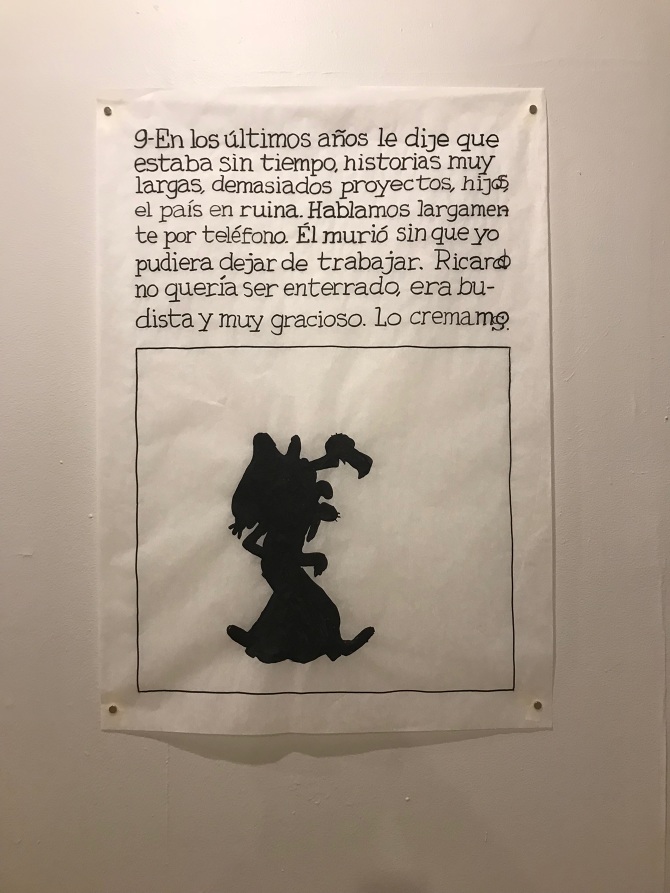 9-En los últimos años le dije que
estaba sin tiempo, historias muy
largas, demasiados proyectos, hijos,
el país en ruina. Hablamos largamen
te por teléfono. Él murió sin que yo
pudiera dejar de trabajar. Ricardo
no quería ser enterrado, era bu-
dista y muy gracioso. Lo cremamos.